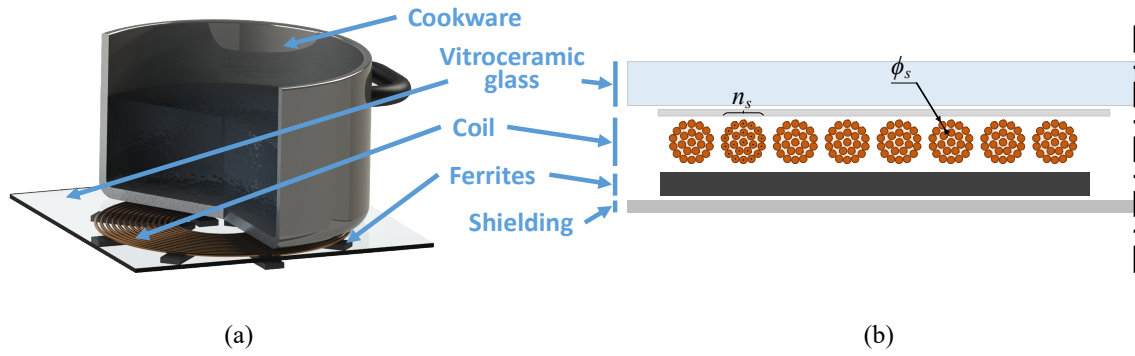 Cookware
Vitroceramic
glass
Coil
Ferrites
Shielding
ϕₛ
nₛ
(a)
(b)